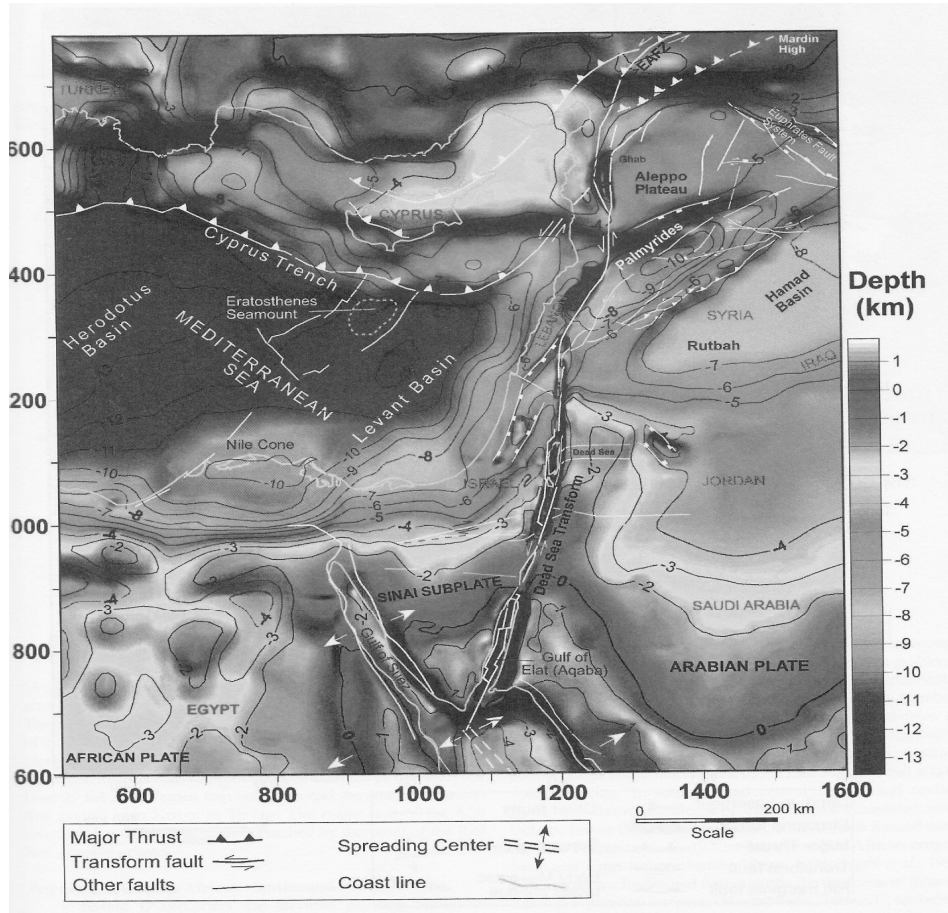 Mardin
High
EAFZ
TURKEY
Euphrates Fault
System
600
Ghab
Aleppo
Plateau
CYPRUS
Palmyrides
Cyprus Trench
400
Eratosthenes
Seamount
Hamad
Basin
Herodotus
Basin
MEDITERRANEAN
SEA
LEBANON
SYRIA
Rutbah
IRAQ
Levant Basin
200
Nile Cone
Dead Sea
ISRAEL
JORDAN
000
Dead Sea Transform
SINAI SUBPLATE
SAUDI ARABIA
800
Gulf of Suez
Gulf of
Elat (Aqaba)
ARABIAN PLATE
EGYPT
AFRICAN PLATE
600
600
800
1000
1200
1400
1600
Depth
(km)
1
0
-1
-2
-3
-4
-5
-6
-7
-8
-9
-10
-11
-12
-13
0
200 km
Scale
Major Thrust
Transform fault
Other faults
Spreading Center
Coast line